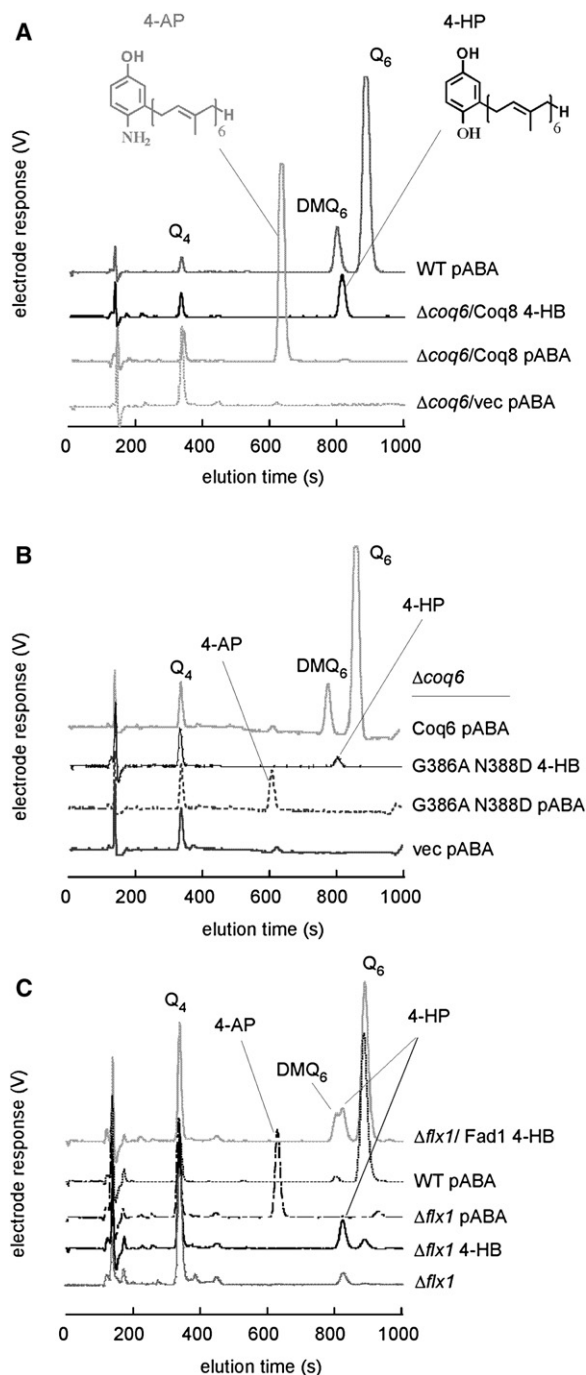 A
4-AP
4-HP
OH
NH2
6
H
OH
OH
6
H
Q6
DMQ6
Q4
WT pABA
Δcoq6/Coq8 4-HB
Δcoq6/Coq8 pABA
Δcoq6/vec pABA
electrode response (V)
0 200 400 600 800 1000
elution time (s)
B
Q6
4-HP
4-AP
DMQ6
Q4
Δcoq6
Coq6 pABA
G386A N388D 4-HB
G386A N388D pABA
vec pABA
electrode response (V)
0 200 400 600 800 1000
elution time (s)
C
Q6
Q4
4-AP
4-HP
DMQ6
Δflx1/ Fad1 4-HB
WT pABA
Δflx1 pABA
Δflx1 4-HB
Δflx1
electrode response (V)
0 200 400 600 800 1000
elution time (s)